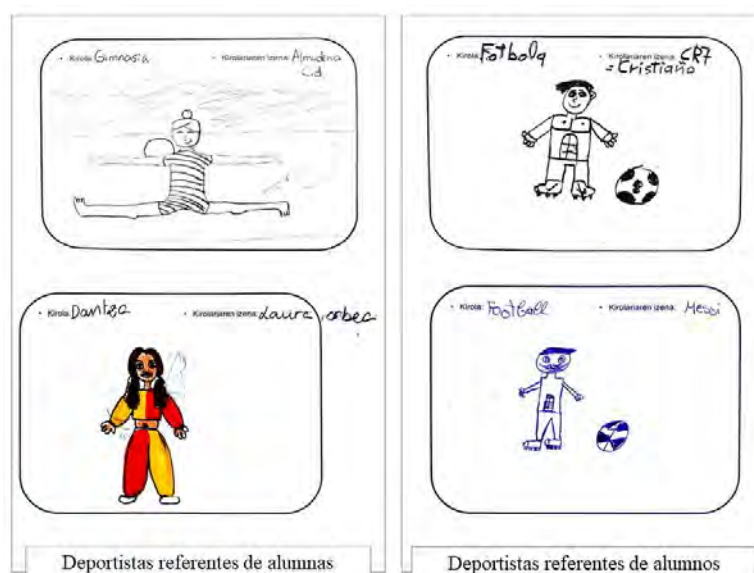 • Kirola: Gimnasia • Kirolariaren izena: Almudena
Cid
• Kirola: Dantza • Kirolariaren izena: Laura
Deportistas referentes de alumnas
• Kirola: Fotbola • Kirolariaren izena: CR7
= Cristiano
• Kirola: Football • Kirolariaren izena: Messi
Deportistas referentes de alumnos